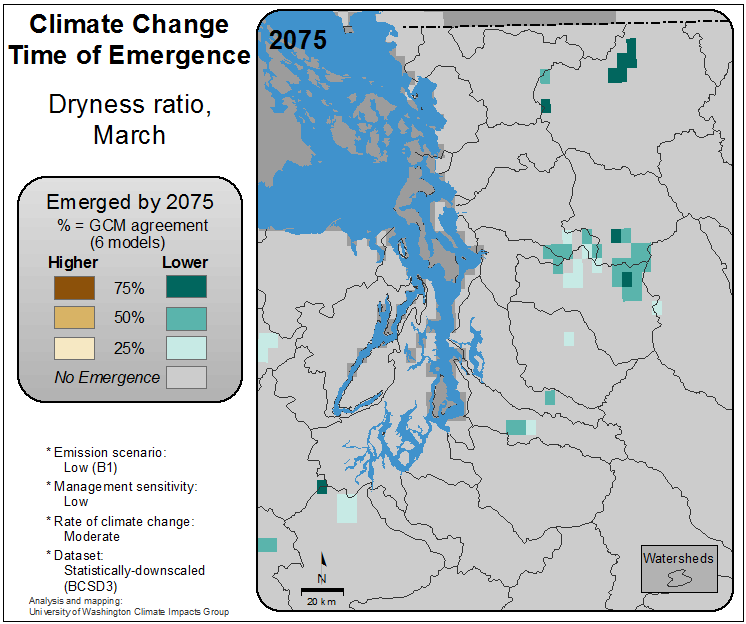 Climate Change
Time of Emergence
Dryness ratio,
March
Emerged by 2075
% = GCM agreement
(6 models)
Higher Lower
75%
50%
25%
No Emergence
* Emission scenario:
Low (B1)
* Management sensitivity:
Low
* Rate of climate change:
Moderate
* Dataset:
Statistically-downscaled
(BCSD3)
Analysis and mapping:
University of Washington Climate Impacts Group
2075
N
20 km
Watersheds